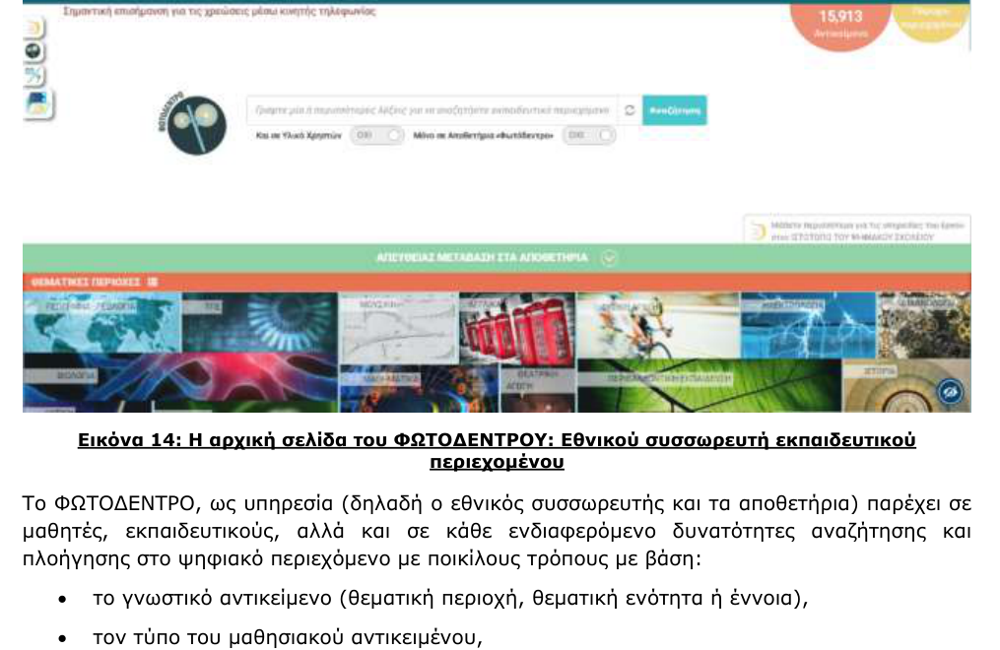 Σημαντική επισήμανση για τις χρεώσεις μέσω κινητής τηλεφωνίας
15,913
Αντικείμενα
ΦΩΤΟΔΕΝΤΡΟ
Γράψτε μία ή περισσότερες λέξεις για να αναζητήσετε εκπαιδευτικό περιεχόμενο
Αναζήτηση
Και σε Υλικό Χρηστών ΟΧΙ Μόνο σε Αποθετήρια «Φωτόδεντρο» ΟΧΙ
Μάθετε περισσότερα για τις υπηρεσίες του έργου
στον ΙΣΤΟΤΟΠΟ ΤΟΥ ΨΗΦΙΑΚΟΥ ΣΧΟΛΕΙΟΥ
ΑΠΕΥΘΕΙΑΣ ΜΕΤΑΒΑΣΗ ΣΤΑ ΑΠΟΘΕΤΗΡΙΑ
ΘΕΜΑΤΙΚΕΣ ΠΕΡΙΟΧΕΣ
ΓΕΩΓΡΑΦΙΑ - ΓΕΩΛΟΓΙΑ
ΤΠΕ
ΜΟΥΣΙΚΗ
ΑΓΓΛΙΚΑ
ΒΙΟΛΟΓΙΑ
ΜΑΘΗΜΑΤΙΚΑ
ΘΕΑΤΡΙΚΗ
ΑΓΩΓΗ
ΠΕΡΙΒΑΛΛΟΝΤΙΚΗ ΕΚΠΑΙΔΕΥΣΗ
ΙΣΤΟΡΙΑ
Εικόνα 14: Η αρχική σελίδα του ΦΩΤΟΔΕΝΤΡΟΥ: Εθνικού συσσωρευτή εκπαιδευτικού
περιεχομένου
Το ΦΩΤΟΔΕΝΤΡΟ, ως υπηρεσία (δηλαδή ο εθνικός συσσωρευτής και τα αποθετήρια) παρέχει σε
μαθητές, εκπαιδευτικούς, αλλά και σε κάθε ενδιαφερόμενο δυνατότητες αναζήτησης και
πλοήγησης στο ψηφιακό περιεχόμενο με ποικίλους τρόπους με βάση:
• το γνωστικό αντικείμενο (θεματική περιοχή, θεματική ενότητα ή έννοια),
• τον τύπο του μαθησιακού αντικειμένου,